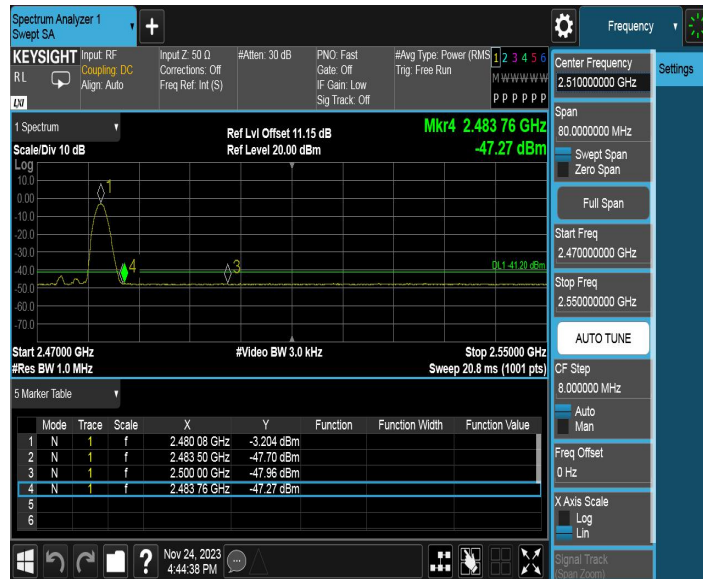 Spectrum Analyzer 1
Swept SA
+
Frequency
KEYSIGHT
RL
LXI
Input: RF
Coupling: DC
Align: Auto
Input Z: 50 Ω
Corrections: Off
Freq Ref: Int (S)
#Atten: 30 dB
PNO: Fast
Gate: Off
IF Gain: Low
Sig Track: Off
#Avg Type: Power (RMS
Trig: Free Run
1 2 3 4 5 6
M W W W W W
P P P P P P
Center Frequency
2.510000000 GHz
Settings
Span
80.0000000 MHz
Swept Span
Zero Span
Full Span
Start Freq
2.470000000 GHz
Stop Freq
2.550000000 GHz
AUTO TUNE
CF Step
8.000000 MHz
Auto
Man
Freq Offset
0 Hz
X Axis Scale
Log
Lin
Signal Track
(Span Zoom)
1 Spectrum
Scale/Div 10 dB
Ref Lvl Offset 11.15 dB
Ref Level 20.00 dBm
Mkr4 2.483 76 GHz
-47.27 dBm
Log
10.0
0.00
-10.0
-20.0
-30.0
-40.0
-50.0
-60.0
-70.0
1
4
3
DL1 -41.20 dBm
Start 2.47000 GHz
#Res BW 1.0 MHz
#Video BW 3.0 kHz
Stop 2.55000 GHz
Sweep 20.8 ms (1001 pts)
5 Marker Table
Mode Trace Scale X Y Function Function Width Function Value
1 N 1 f 2.480 08 GHz -3.204 dBm
2 N 1 f 2.483 50 GHz -47.70 dBm
3 N 1 f 2.500 00 GHz -47.96 dBm
4 N 1 f 2.483 76 GHz -47.27 dBm
5
6
?
Nov 24, 2023
4:44:38 PM